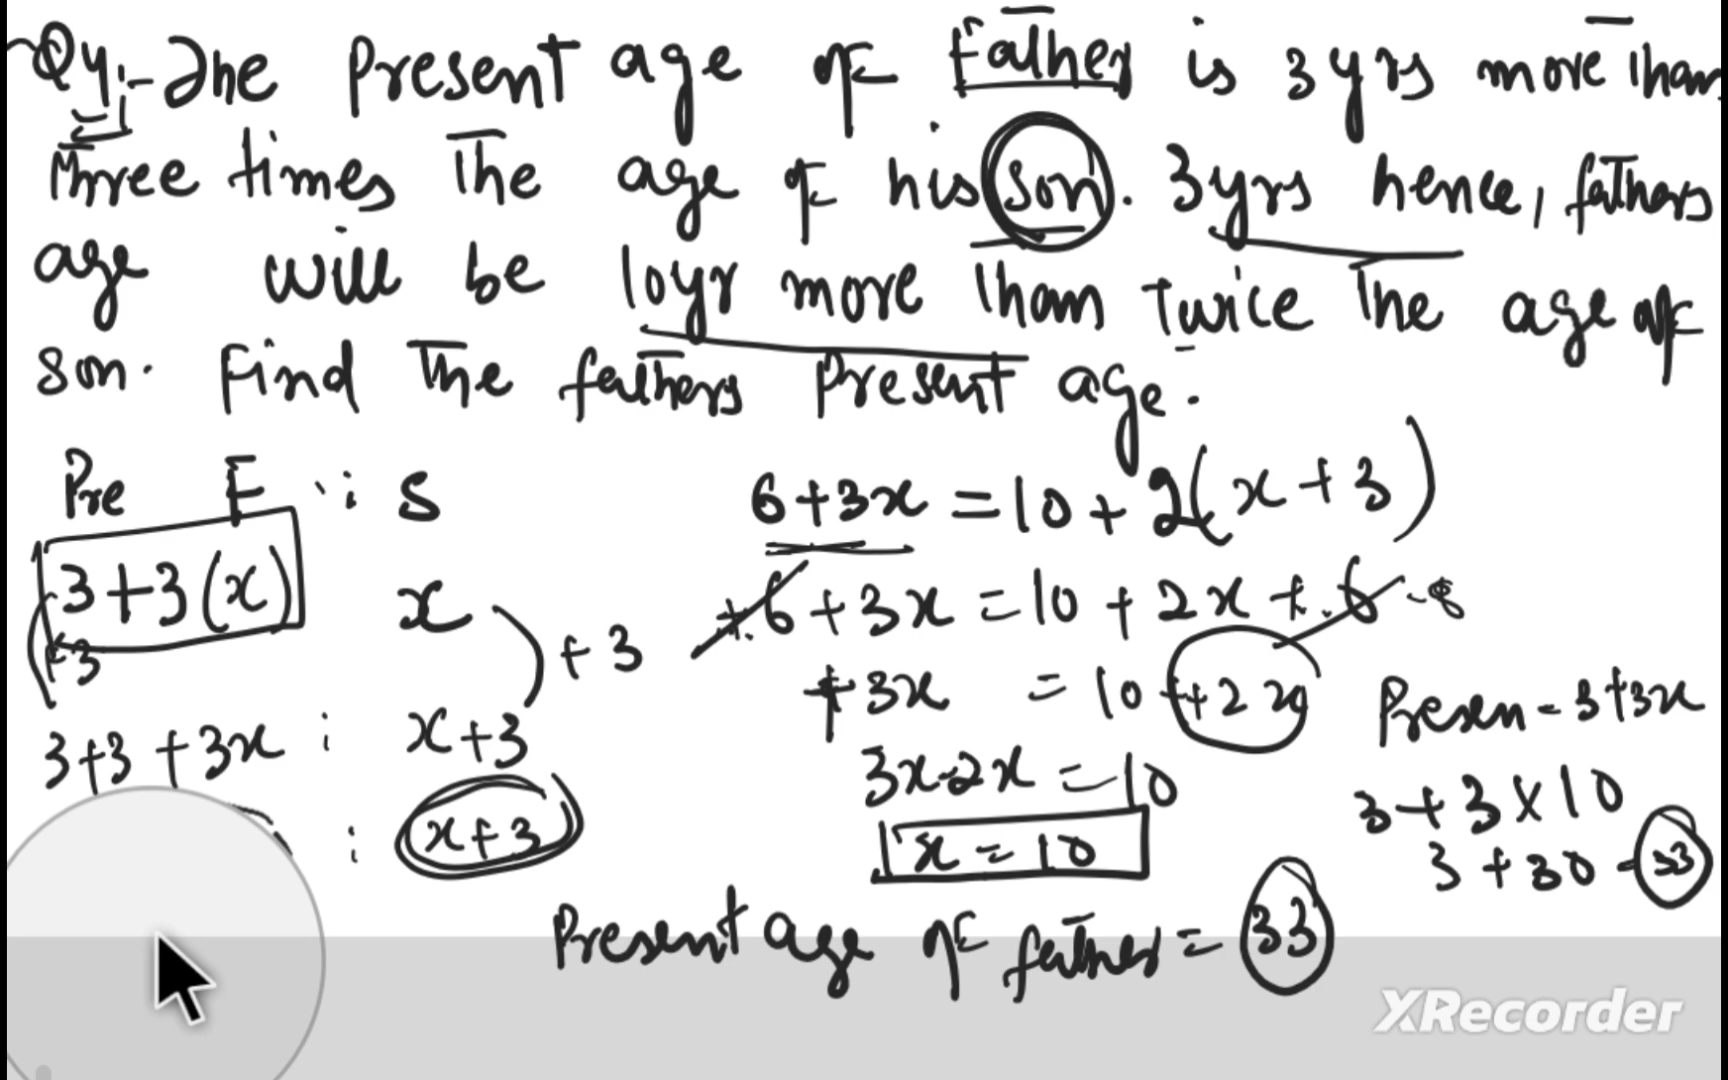 Q4:- The Present age of Father is 3 yrs more than
Three times The age of his Son. 3yrs hence, fathers
age will be 10yr more Than Twice The age of
son. Find The fathers Present age.
Pre F : S
3+3(x) x
+3 ) +3
3+3+3x : x+3
: x+3
6+3x = 10+2(x+3)
+6+3x = 10+2x+6-6
+3x = 10+2x
3x-2x = 10
x = 10
Presen = 3+3x
3+3×10
3+30 = 33
Present age of father = 33
XRecorder